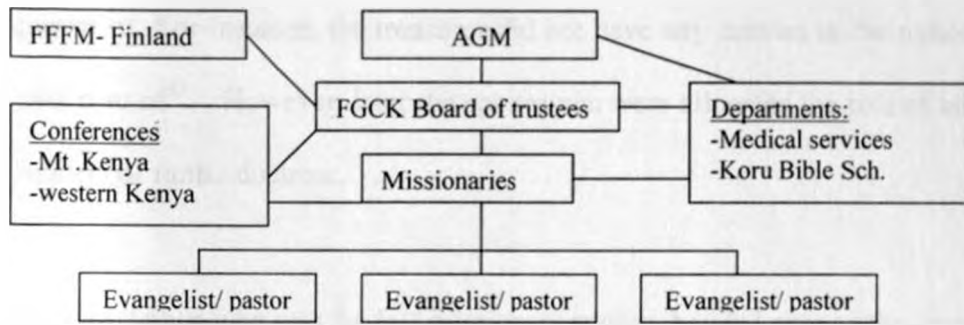 FFFM- Finland
AGM
FGCK Board of trustees
Conferences
-Mt .Kenya
-western Kenya
Departments:
-Medical services
-Koru Bible Sch.
Missionaries
Evangelist/ pastor
Evangelist/ pastor
Evangelist/ pastor